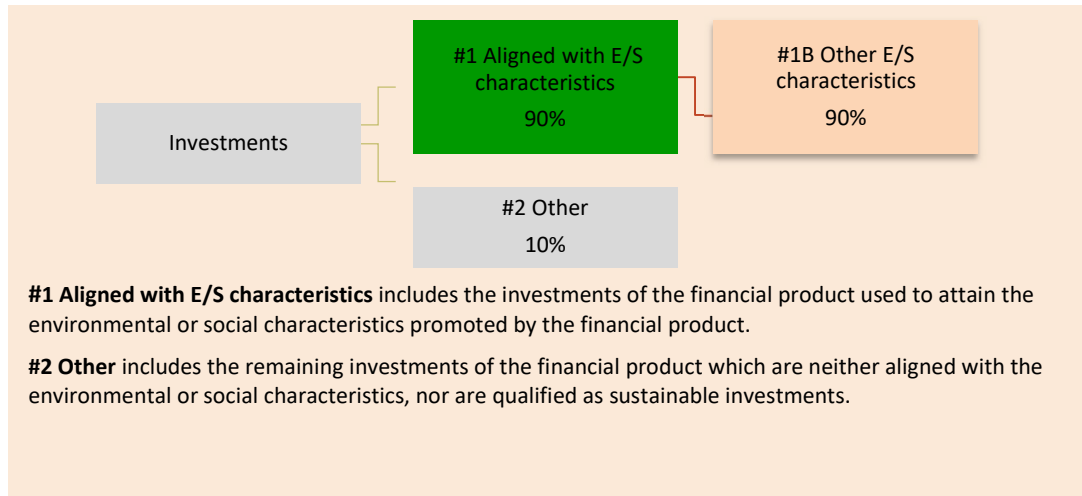 #1 Aligned with E/S
characteristics
90%
#1B Other E/S
characteristics
90%
Investments
#2 Other
10%
#1 Aligned with E/S characteristics includes the investments of the financial product used to attain the
environmental or social characteristics promoted by the financial product.
#2 Other includes the remaining investments of the financial product which are neither aligned with the
environmental or social characteristics, nor are qualified as sustainable investments.